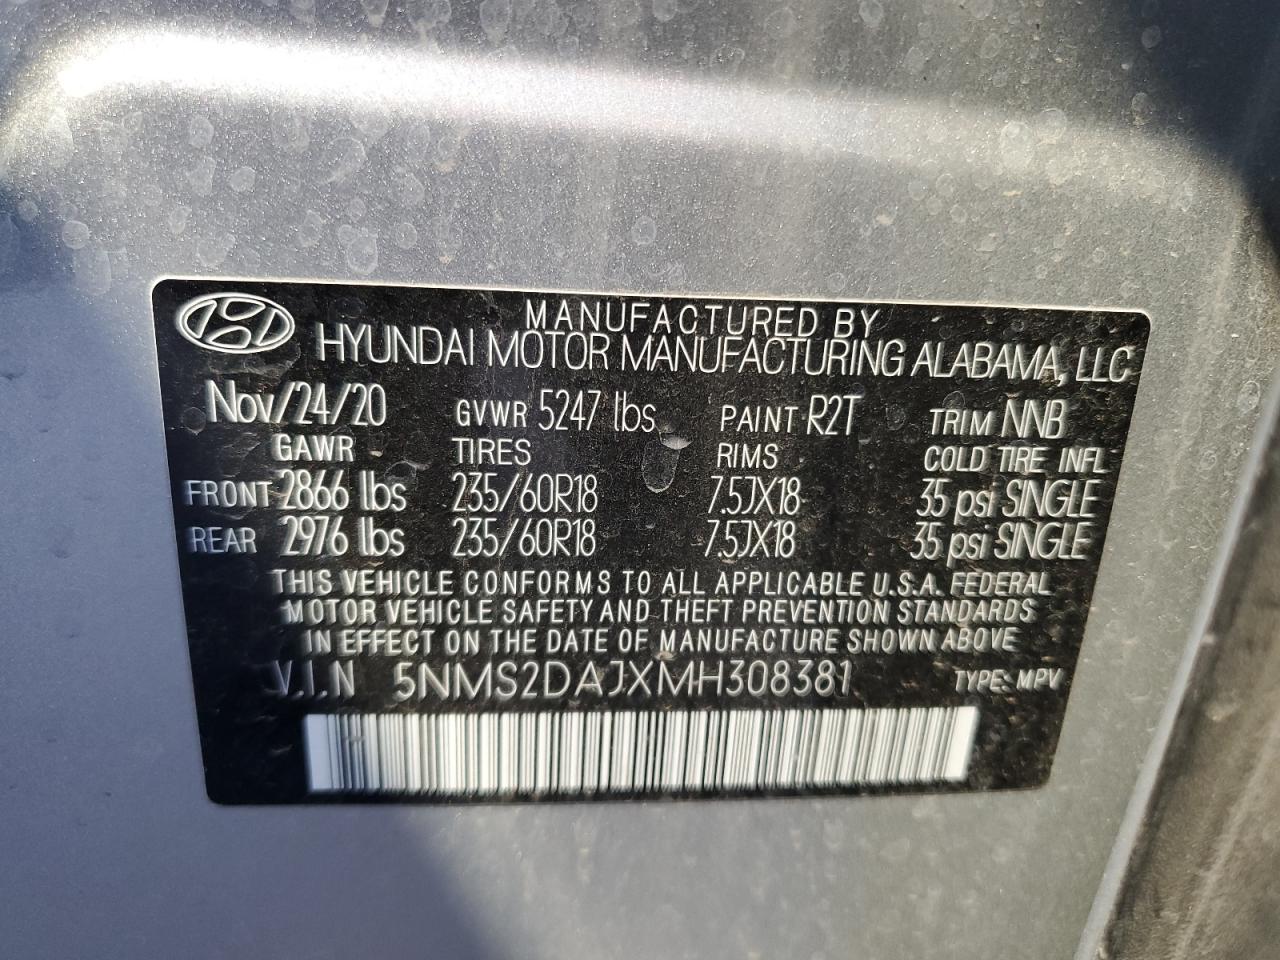 MANUFACTURED BY
HYUNDAI MOTOR MANUFACTURING ALABAMA, LLC
Nov/24/20 GVWR 5247 lbs PAINT R2T TRIM NNB
GAWR TIRES RIMS COLD TIRE INFL
FRONT 2866 lbs 235/60R18 7.5JX18 35 psi SINGLE
REAR 2976 lbs 235/60R18 7.5JX18 35 psi SINGLE
THIS VEHICLE CONFORMS TO ALL APPLICABLE U.S.A. FEDERAL
MOTOR VEHICLE SAFETY AND THEFT PREVENTION STANDARDS
IN EFFECT ON THE DATE OF MANUFACTURE SHOWN ABOVE
V.I.N 5NMS2DAJXMH308381 TYPE: MPV